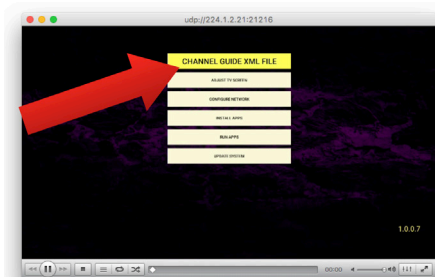 udp://224.1.2.21:21216
CHANNEL GUIDE XML FILE
ADJUST TV SCREEN
CONFIGURE NETWORK
INSTALL APPS
RUN APPS
UPDATE SYSTEM
1.0.0.7
00:00